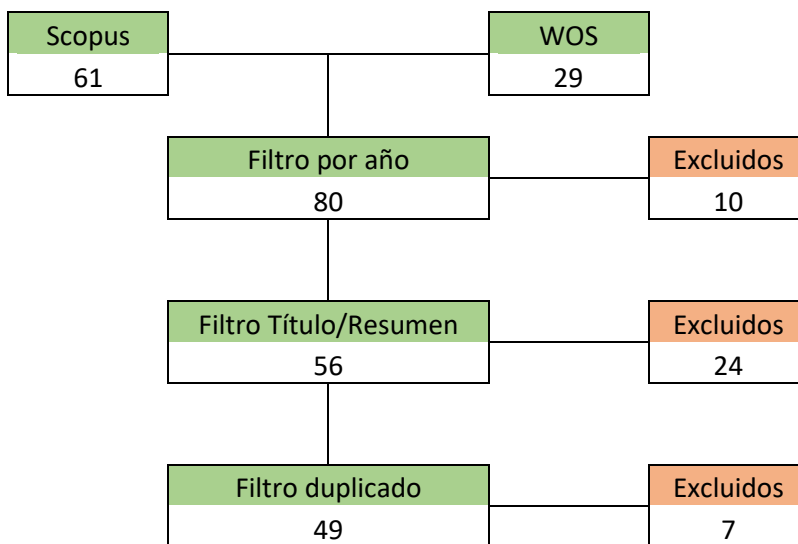 Scopus
61
WOS
29
Filtro por año
80
Excluidos
10
Filtro Título/Resumen
56
Excluidos
24
Filtro duplicado
49
Excluidos
7